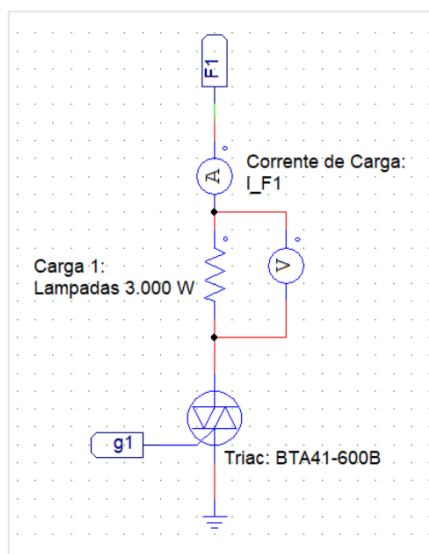 F1
A
Corrente de Carga:
I_F1
V
Carga 1:
Lampadas 3.000 W
g1
Triac: BTA41-600B